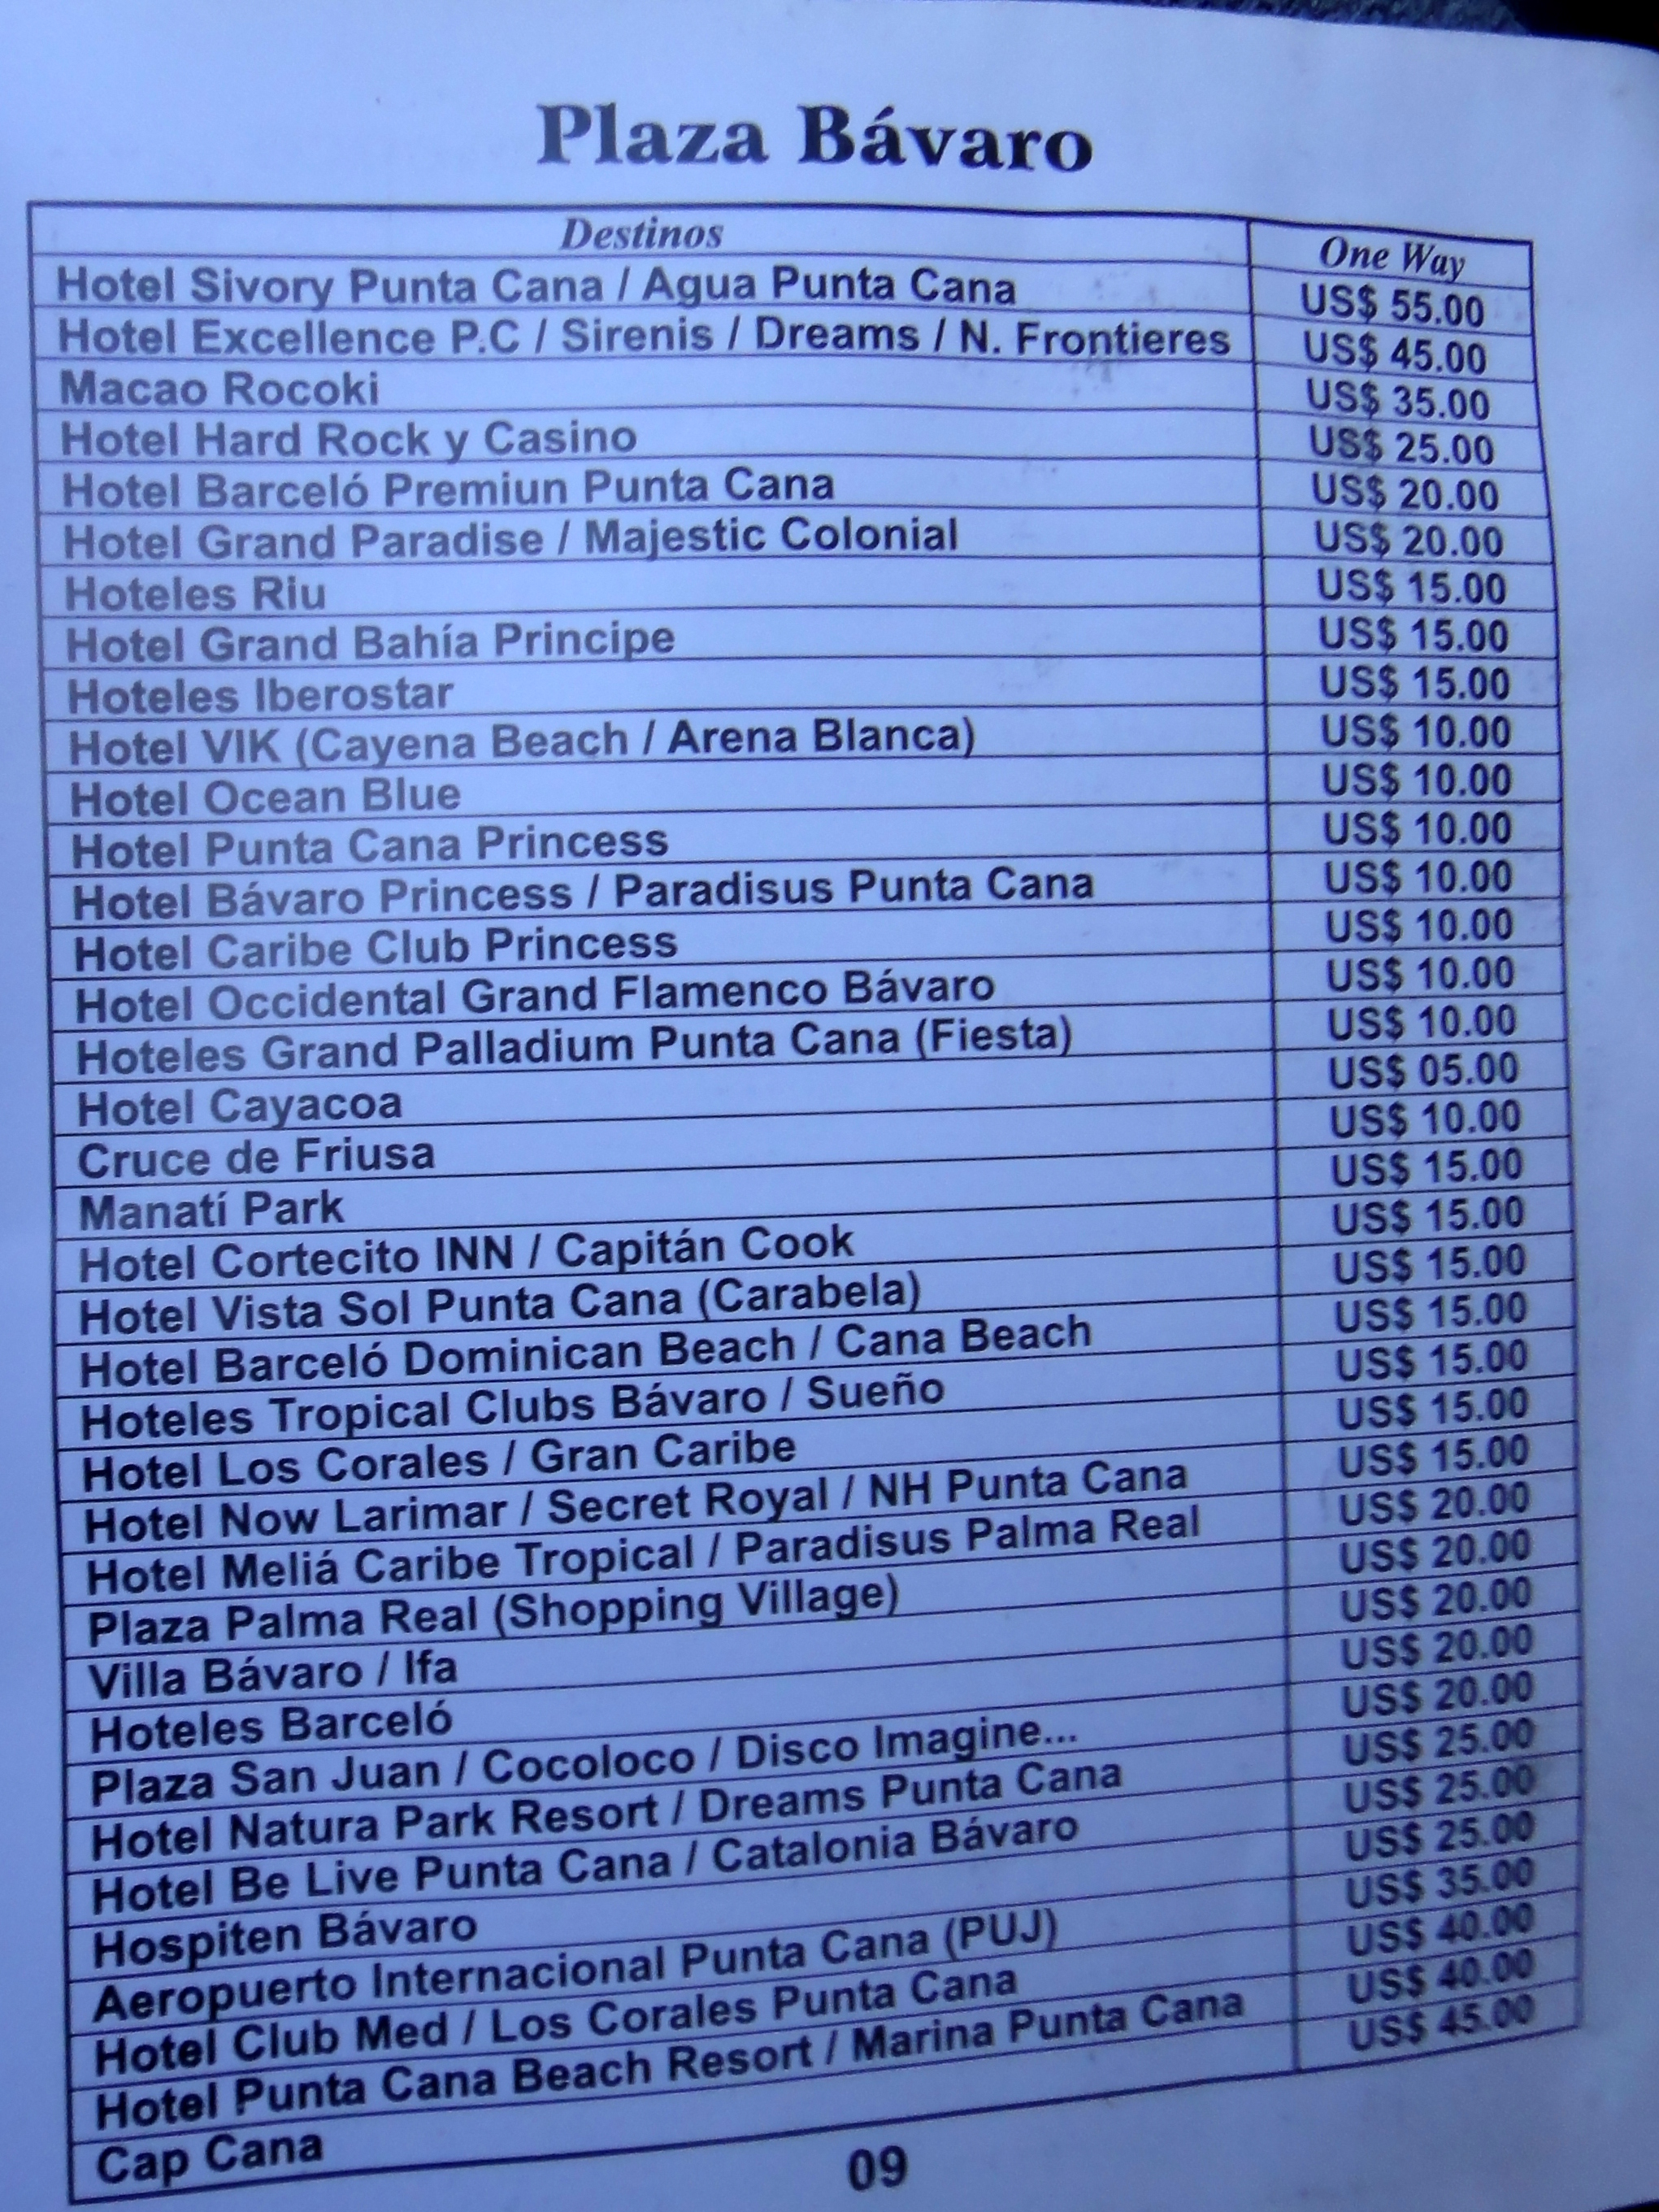 Plaza Bávaro
Destinos One Way
Hotel Sivory Punta Cana / Agua Punta Cana US$ 55.00
Hotel Excellence P.C / Sirenis / Dreams / N. Frontieres US$ 45.00
Macao Rocoki US$ 35.00
Hotel Hard Rock y Casino US$ 25.00
Hotel Barceló Premiun Punta Cana US$ 20.00
Hotel Grand Paradise / Majestic Colonial US$ 20.00
Hoteles Riu US$ 15.00
Hotel Grand Bahía Principe US$ 15.00
Hoteles Iberostar US$ 15.00
Hotel VIK (Cayena Beach / Arena Blanca) US$ 10.00
Hotel Ocean Blue US$ 10.00
Hotel Punta Cana Princess US$ 10.00
Hotel Bávaro Princess / Paradisus Punta Cana US$ 10.00
Hotel Caribe Club Princess US$ 10.00
Hotel Occidental Grand Flamenco Bávaro US$ 10.00
Hoteles Grand Palladium Punta Cana (Fiesta) US$ 10.00
Hotel Cayacoa US$ 05.00
Cruce de Friusa US$ 10.00
Manatí Park US$ 15.00
Hotel Cortecito INN / Capitán Cook US$ 15.00
Hotel Vista Sol Punta Cana (Carabela) US$ 15.00
Hotel Barceló Dominican Beach / Cana Beach US$ 15.00
Hoteles Tropical Clubs Bávaro / Sueño US$ 15.00
Hotel Los Corales / Gran Caribe US$ 15.00
Hotel Now Larimar / Secret Royal / NH Punta Cana US$ 15.00
Hotel Meliá Caribe Tropical / Paradisus Palma Real US$ 20.00
Plaza Palma Real (Shopping Village) US$ 20.00
Villa Bávaro / Ifa US$ 20.00
Hoteles Barceló US$ 20.00
Plaza San Juan / Cocoloco / Disco Imagine... US$ 20.00
Hotel Natura Park Resort / Dreams Punta Cana US$ 25.00
Hotel Be Live Punta Cana / Catalonia Bávaro US$ 25.00
Hospiten Bávaro US$ 25.00
Aeropuerto Internacional Punta Cana (PUJ) US$ 35.00
Hotel Club Med / Los Corales Punta Cana US$ 40.00
Hotel Punta Cana Beach Resort / Marina Punta Cana US$ 40.00
Cap Cana US$ 45.00
09